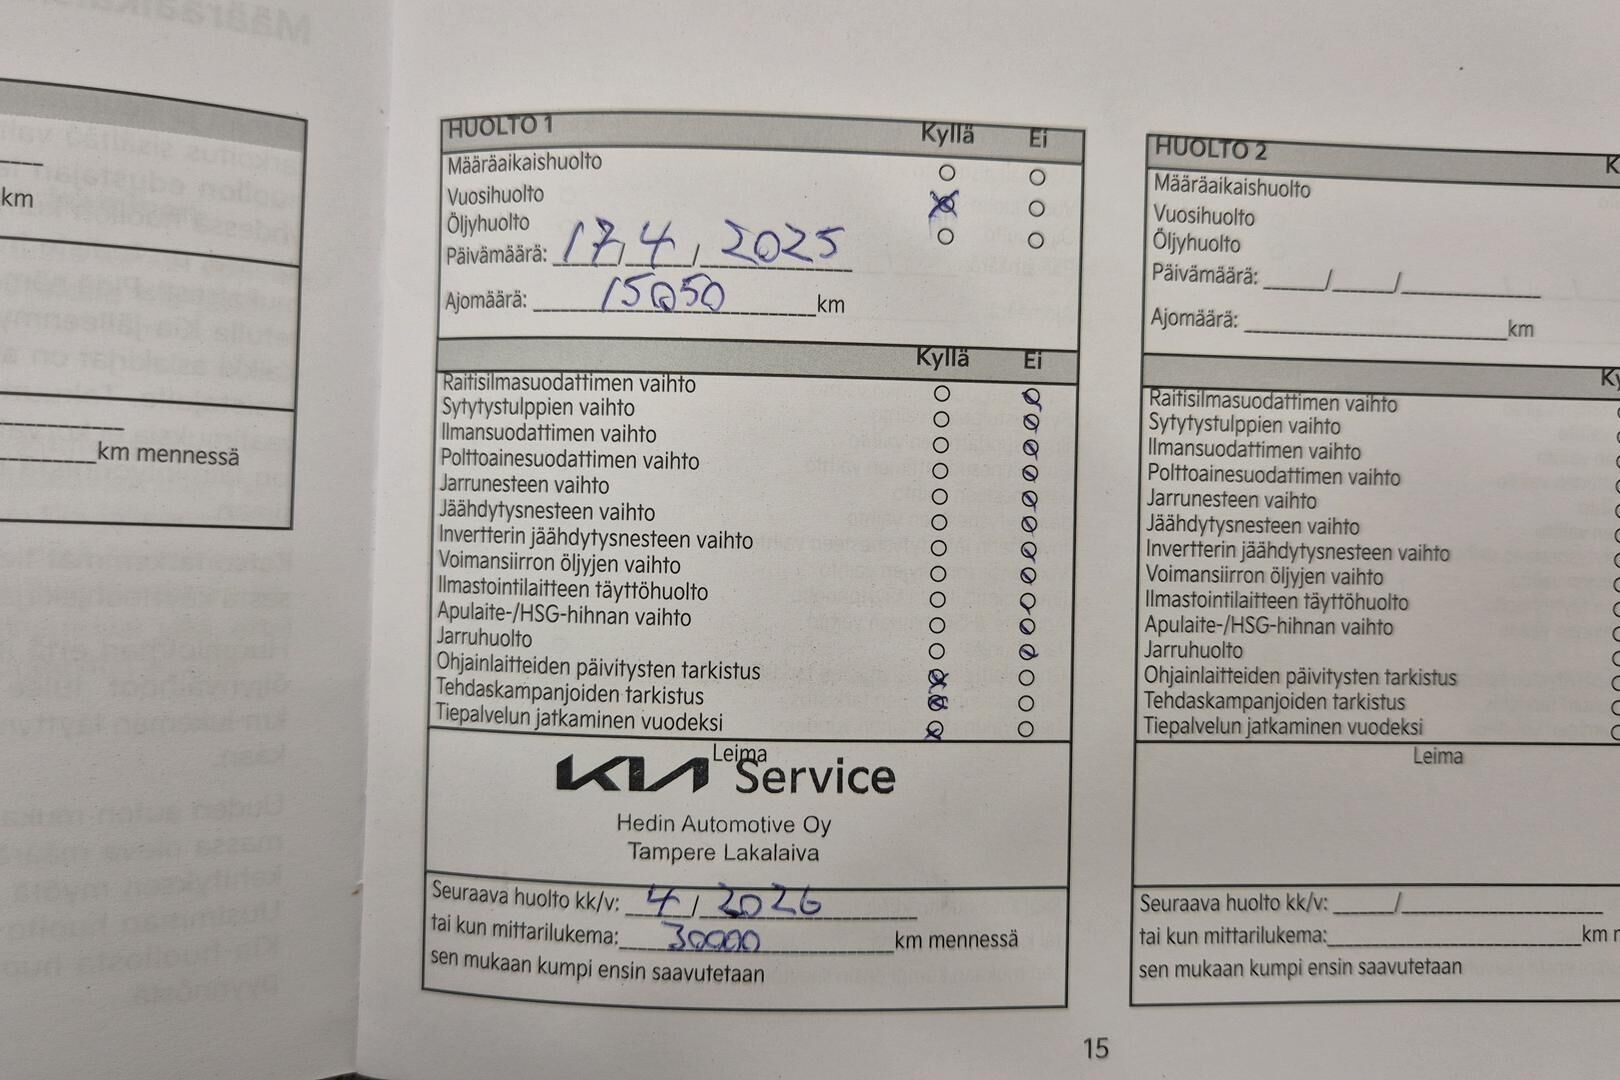 km
km mennessä
HUOLTO 1 Kyllä Ei
Määräaikaishuolto
Vuosihuolto
Öljyhuolto
Päivämäärä: 17/4/2025
Ajomäärä: 15050 km
Kyllä Ei
Raitisilmasuodattimen vaihto
Sytytystulppien vaihto
Ilmansuodattimen vaihto
Polttoainesuodattimen vaihto
Jarrunesteen vaihto
Jäähdytysnesteen vaihto
Invertterin jäähdytysnesteen vaihto
Voimansiirron öljyjen vaihto
Ilmastointilaitteen täyttöhuolto
Apulaite-/HSG-hihnan vaihto
Jarruhuolto
Ohjainlaitteiden päivitysten tarkistus
Tehdaskampanjoiden tarkistus
Tiepalvelun jatkaminen vuodeksi
Leima
KIA Service
Hedin Automotive Oy
Tampere Lakalaiva
Seuraava huolto kk/v: 4/2026
tai kun mittarilukema: 30000 km mennessä
sen mukaan kumpi ensin saavutetaan
HUOLTO 2
Määräaikaishuolto
Vuosihuolto
Öljyhuolto
Päivämäärä: / /
Ajomäärä: km
Raitisilmasuodattimen vaihto
Sytytystulppien vaihto
Ilmansuodattimen vaihto
Polttoainesuodattimen vaihto
Jarrunesteen vaihto
Jäähdytysnesteen vaihto
Invertterin jäähdytysnesteen vaihto
Voimansiirron öljyjen vaihto
Ilmastointilaitteen täyttöhuolto
Apulaite-/HSG-hihnan vaihto
Jarruhuolto
Ohjainlaitteiden päivitysten tarkistus
Tehdaskampanjoiden tarkistus
Tiepalvelun jatkaminen vuodeksi
Leima
Seuraava huolto kk/v: /
tai kun mittarilukema: km
sen mukaan kumpi ensin saavutetaan
15